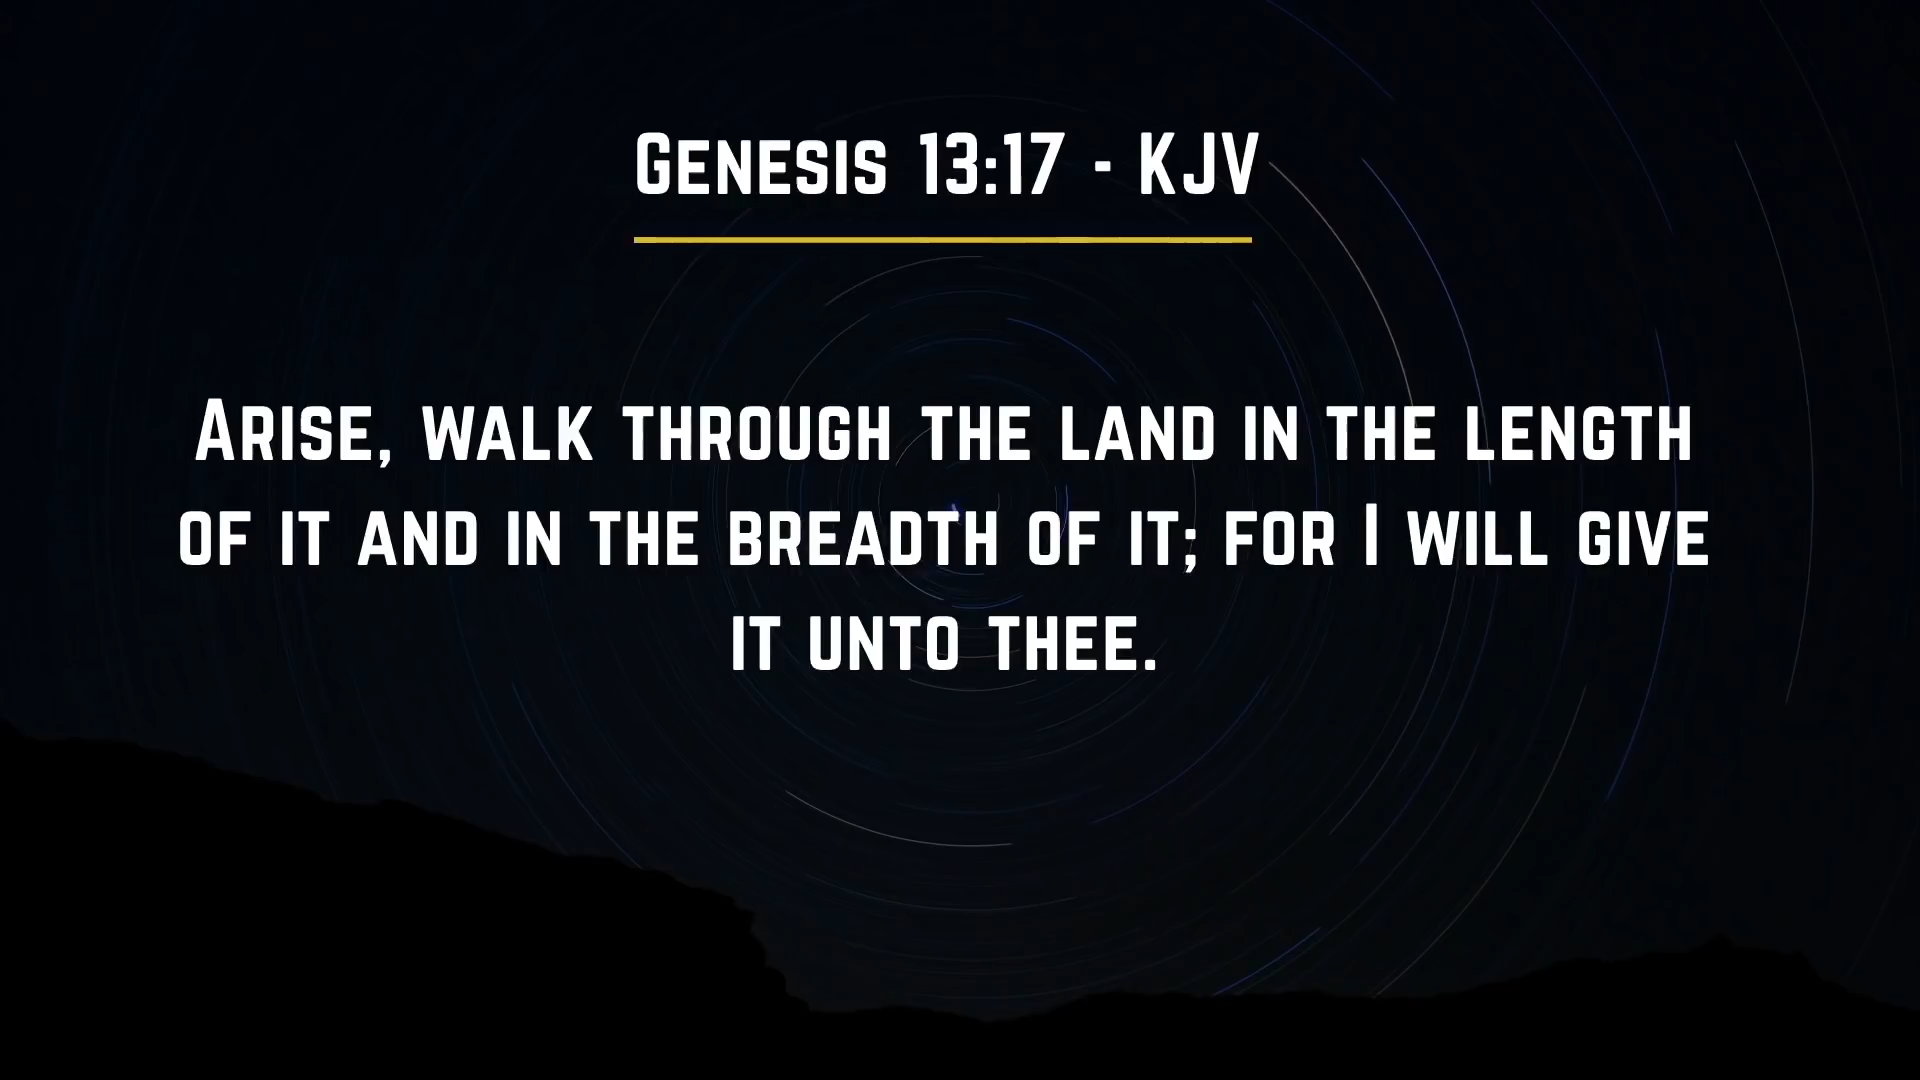 Genesis 13:17 - KJV
Arise, walk through the land in the length
of it and in the breadth of it; for I will give
it unto thee.